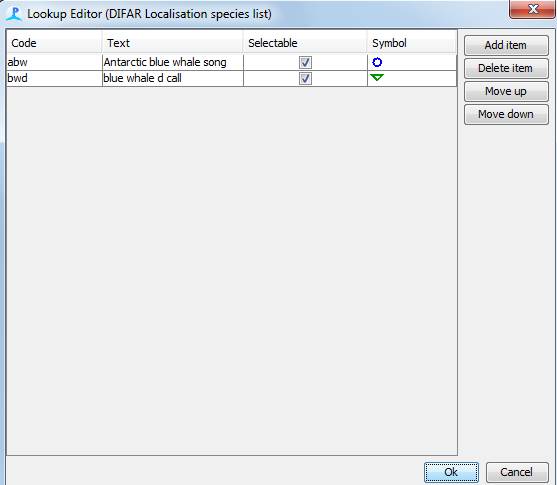 Lookup Editor (DIFAR Localisation species list)
Code Text Selectable Symbol
abw Antarctic blue whale song
bwd blue whale d call
Add item
Delete item
Move up
Move down
Ok Cancel